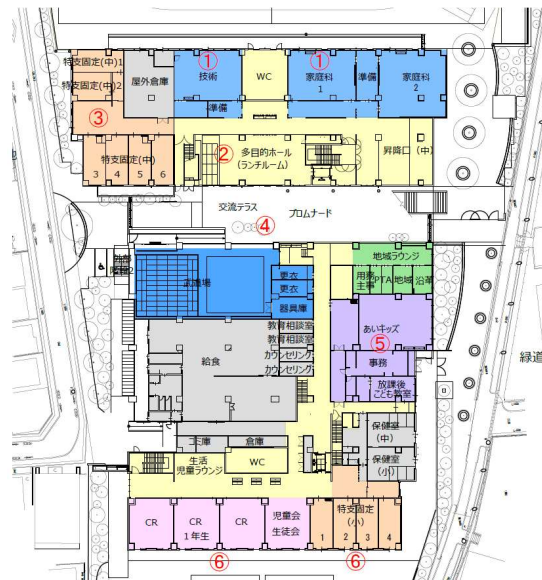 特支固定(中)1
屋外倉庫
①
技術
WC
①
家庭科
1
準備
家庭科
2
特支固定(中)2
③
準備
特支固定(中)
3
4
5
6
②
多目的ホール
(ランチルーム)
昇降口(中)
交流テラス
プロムナード
④
武道場
更衣
更衣
器具庫
地域ラウンジ
用務
主事
PTA
地域
沿革
教育相談室
教育相談室
カウンセリング
カウンセリング
あいキッズ
⑤
給食
事務
放課後
こども教室
緑道
ゴミ庫
倉庫
保健室
(中)
生活
児童ラウンジ
WC
保健室
(小)
CR
CR
1年生
CR
児童会
生徒会
特支固定
(小)
1
2
3
4
⑥
⑥